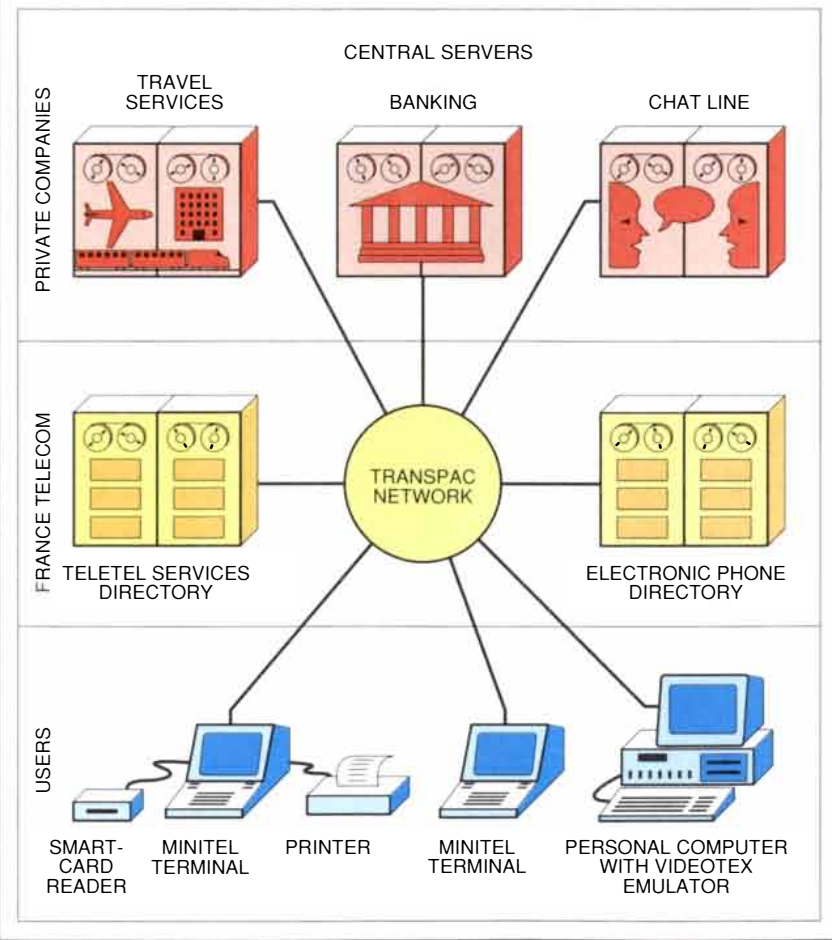 CENTRAL SERVERS
PRIVATE COMPANIES
TRAVEL
SERVICES
BANKING
CHAT LINE
FRANCE TELECOM
TRANSPAC
NETWORK
TELETEL SERVICES
DIRECTORY
ELECTRONIC PHONE
DIRECTORY
USERS
SMART-
CARD
READER
MINITEL
TERMINAL
PRINTER
MINITEL
TERMINAL
PERSONAL COMPUTER
WITH VIDEOTEX
EMULATOR